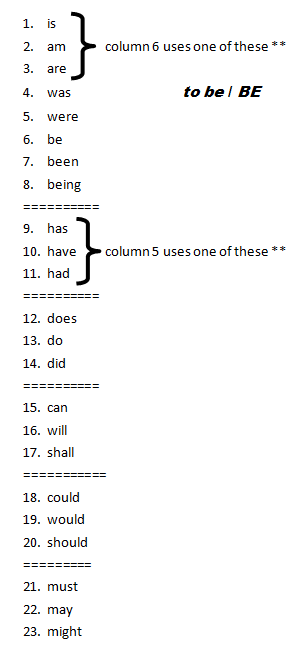 1. is
2. am column 6 uses one of these **
3. are
4. was to be / BE
5. were
6. be
7. been
8. being
==========
9. has
10. have column 5 uses one of these **
11. had
==========
12. does
13. do
14. did
==========
15. can
16. will
17. shall
===========
18. could
19. would
20. should
=========
21. must
22. may
23. might